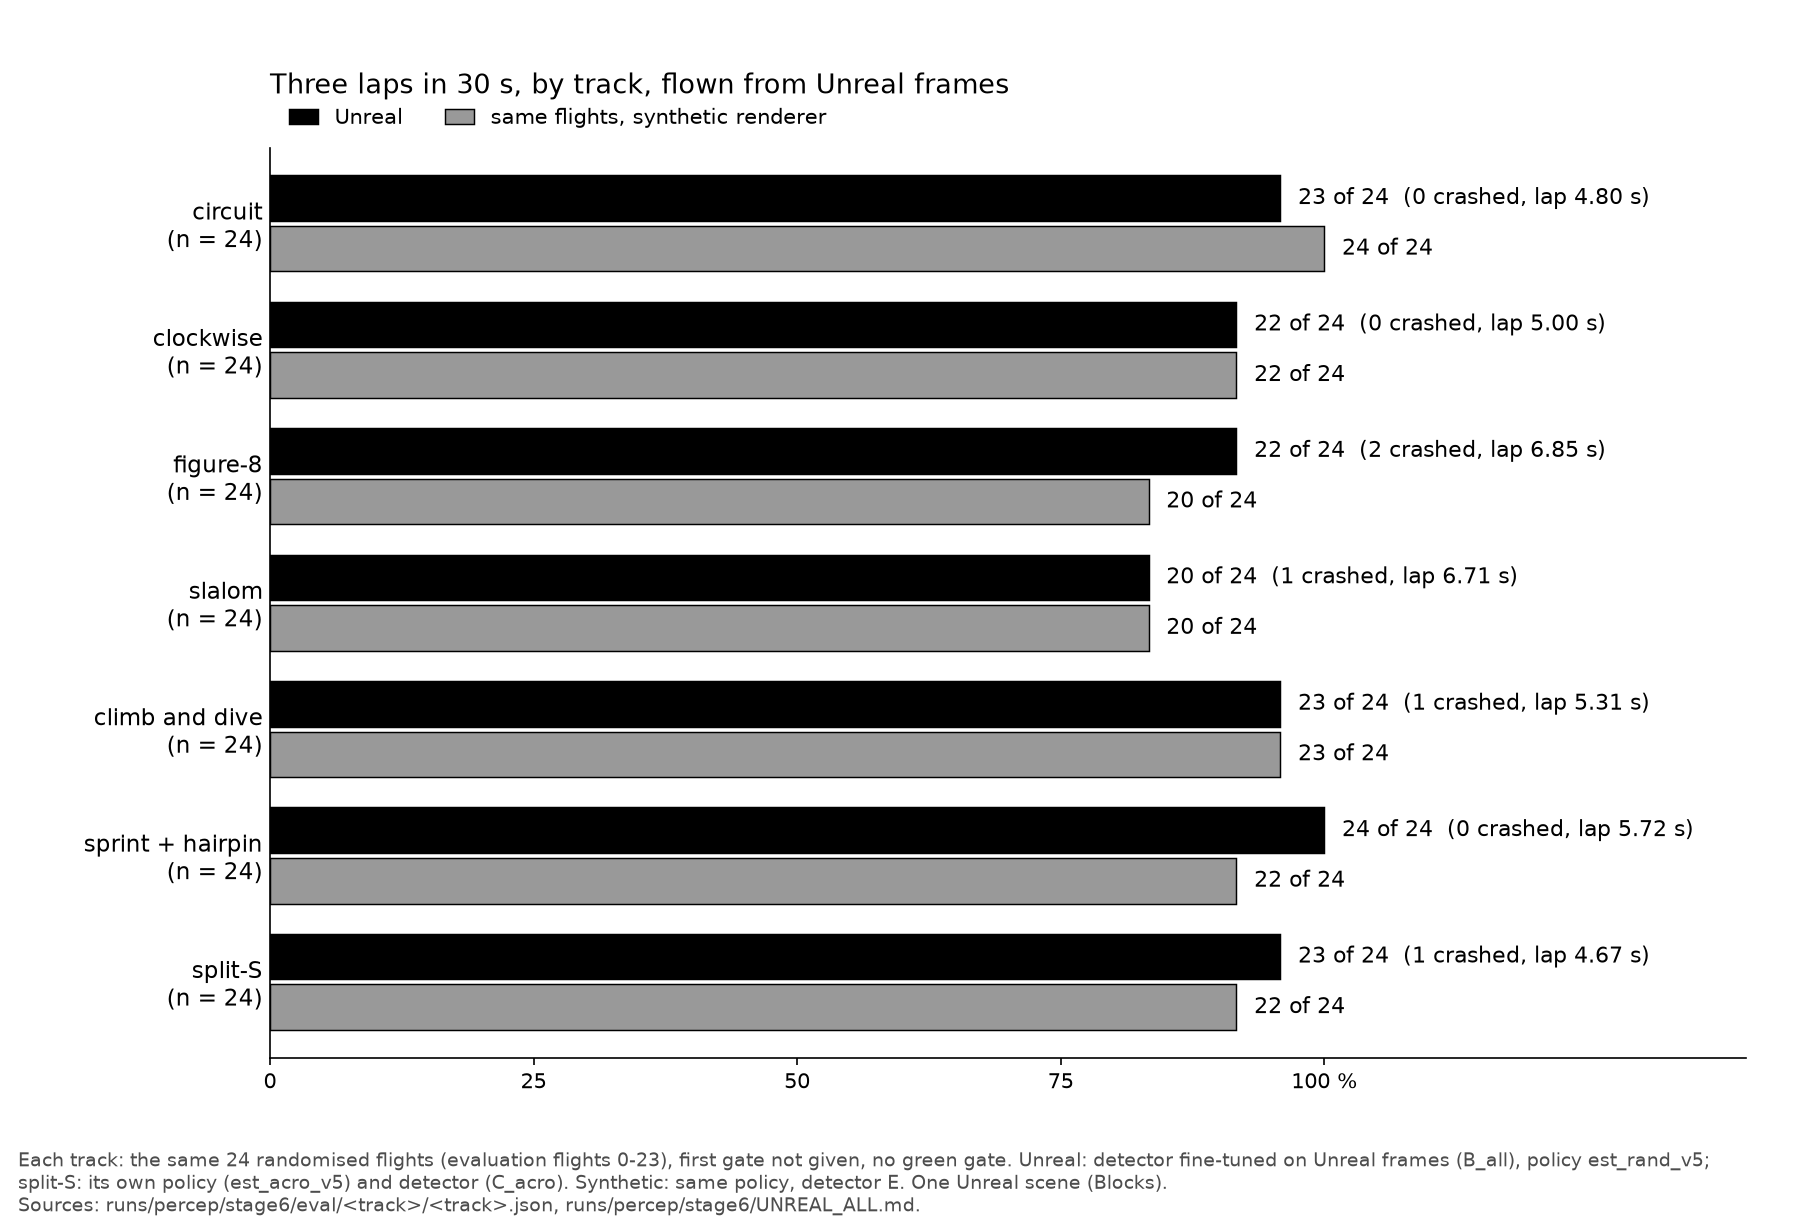 Three laps in 30 s, by track, flown from Unreal frames
Unreal
same flights, synthetic renderer
circuit
(n = 24)
23 of 24 (0 crashed, lap 4.80 s)
24 of 24
clockwise
(n = 24)
22 of 24 (0 crashed, lap 5.00 s)
22 of 24
figure-8
(n = 24)
22 of 24 (2 crashed, lap 6.85 s)
20 of 24
slalom
(n = 24)
20 of 24 (1 crashed, lap 6.71 s)
20 of 24
climb and dive
(n = 24)
23 of 24 (1 crashed, lap 5.31 s)
23 of 24
sprint + hairpin
(n = 24)
24 of 24 (0 crashed, lap 5.72 s)
22 of 24
split-S
(n = 24)
23 of 24 (1 crashed, lap 4.67 s)
22 of 24
0 25 50 75 100 %
Each track: the same 24 randomised flights (evaluation flights 0-23), first gate not given, no green gate. Unreal: detector fine-tuned on Unreal frames (B_all), policy est_rand_v5;
split-S: its own policy (est_acro_v5) and detector (C_acro). Synthetic: same policy, detector E. One Unreal scene (Blocks).
Sources: runs/percep/stage6/eval/<track>/<track>.json, runs/percep/stage6/UNREAL_ALL.md.